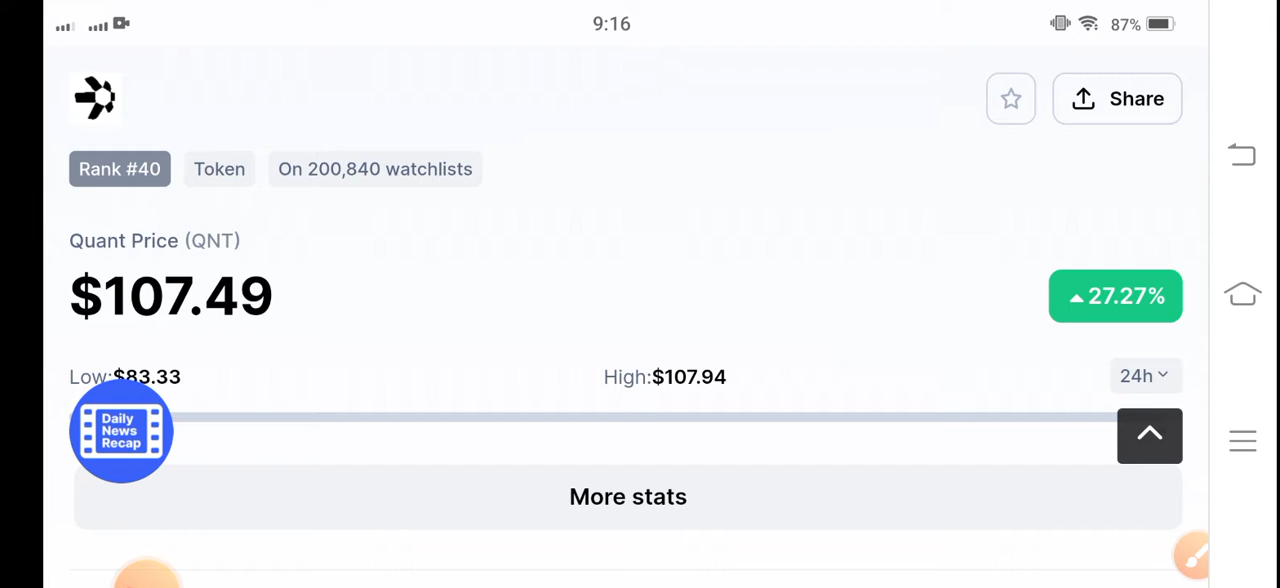 9:16
87%
Share
Rank #40
Token
On 200,840 watchlists
Quant Price (QNT)
$107.49
27.27%
Low:$83.33
High:$107.94
24h
Daily
News
Recap
More stats